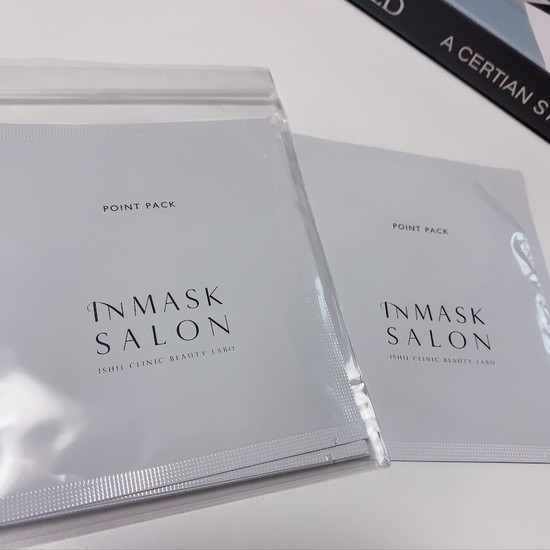 ED
A CERTIAN S
POINT PACK
INMASK
SALON
ISHII CLINIC BEAUTY LABO
POINT PACK
INMASK
SALON
ISHII CLINIC BEAUTY LABO